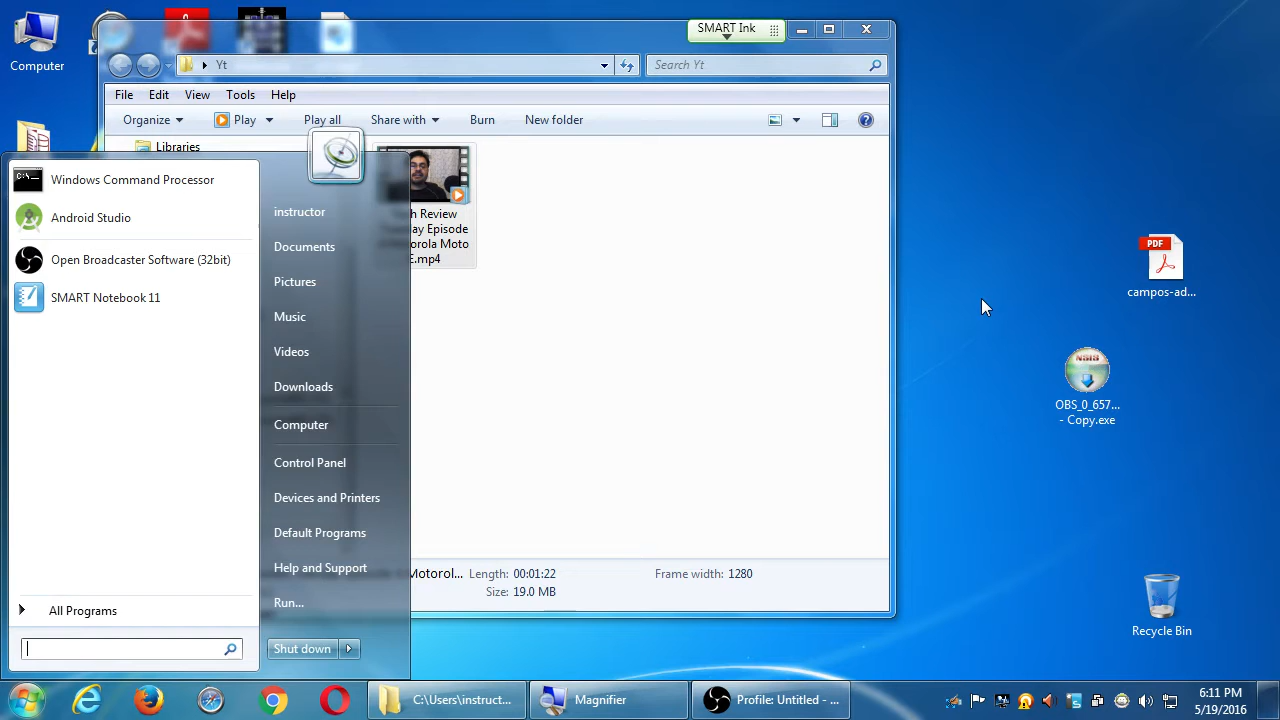 SMART Ink
Computer
Yt
Search Yt
File Edit View Tools Help
Organize Play Play all Share with Burn New folder
Libraries
Windows Command Processor
Android Studio
Open Broadcaster Software (32bit)
SMART Notebook 11
All Programs
instructor
Documents
Pictures
Music
Videos
Downloads
Computer
Control Panel
Devices and Printers
Default Programs
Help and Support
Run...
Shut down
Review
Episode
Motorola Moto
E.mp4
Motorol... Length: 00:01:22 Frame width: 1280
Size: 19.0 MB
PDF
campos-ad...
NSIS
OBS_0_657...
- Copy.exe
Recycle Bin
C:\Users\instruct...
Magnifier
Profile: Untitled - ...
6:11 PM
5/19/2016